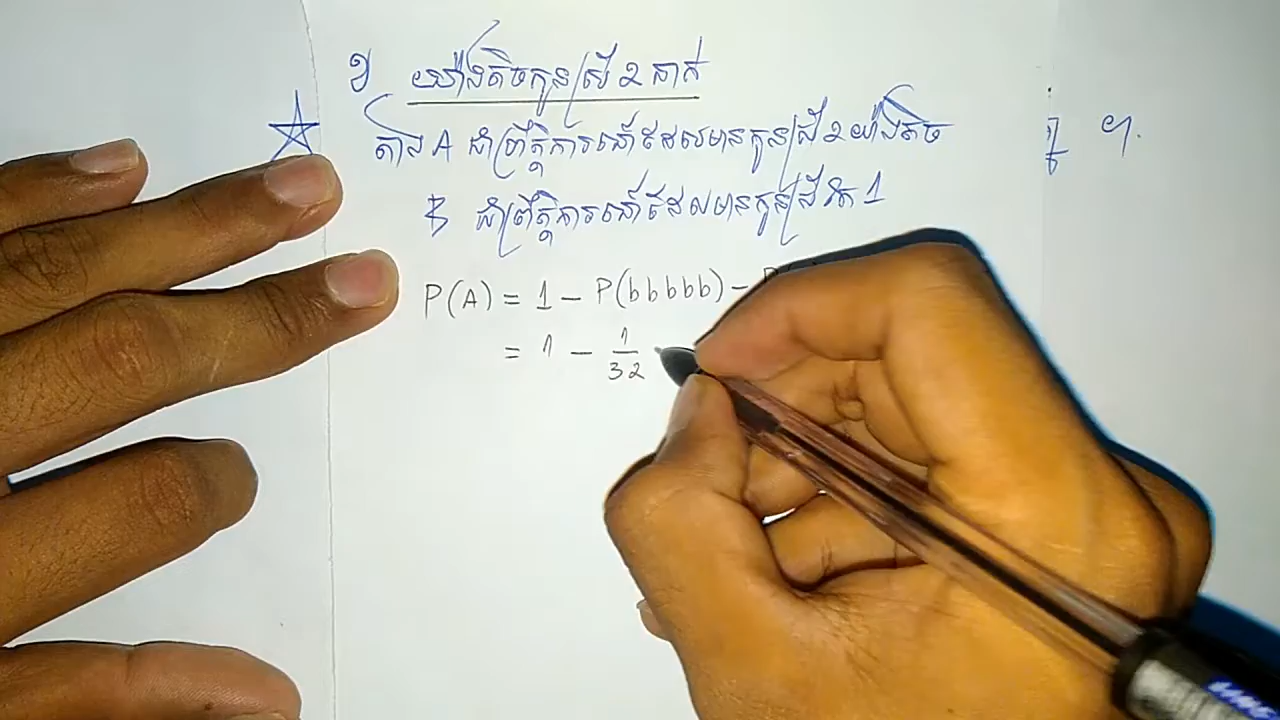 ខ យ៉ាងតិចកូនស្រី ២ នាក់
តាង A ជាព្រឹត្តិការណ៍ដែលមានកូនស្រី ២ យ៉ាងតិច
B ជាព្រឹត្តិការណ៍ដែលមានកូនស្រីតែ 1
P(A) = 1 - P(bbbbb) - P
= 1 - 1/32